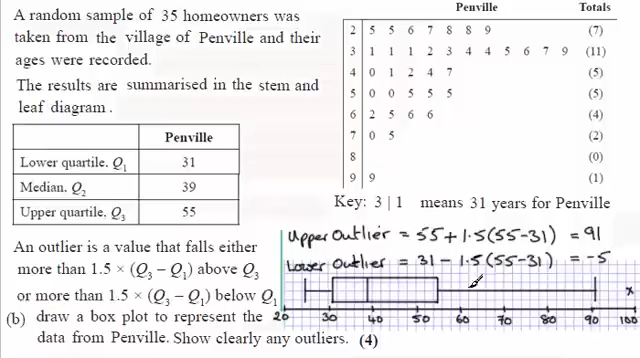 A random sample of 35 homeowners was
taken from the village of Penville and their
ages were recorded.
The results are summarised in the stem and
leaf diagram.
Penville
Lower quartile, Q1 31
Median, Q2 39
Upper quartile, Q3 55
An outlier is a value that falls either
more than 1.5 × (Q3 − Q1) above Q3
or more than 1.5 × (Q3 − Q1) below Q1
(b) draw a box plot to represent the
data from Penville. Show clearly any outliers. (4)
Penville Totals
2 5 5 6 7 8 8 9 (7)
3 1 1 1 2 3 4 4 5 6 7 9 (11)
4 0 1 2 4 7 (5)
5 0 0 5 5 5 (5)
6 2 5 6 6 (4)
7 0 5 (2)
8 (0)
9 9 (1)
Key: 3 | 1 means 31 years for Penville
Upper Outlier = 55 + 1.5(55-31) = 91
Lower Outlier = 31 - 1.5(55-31) = -5
x
20 30 40 50 60 70 80 90 100